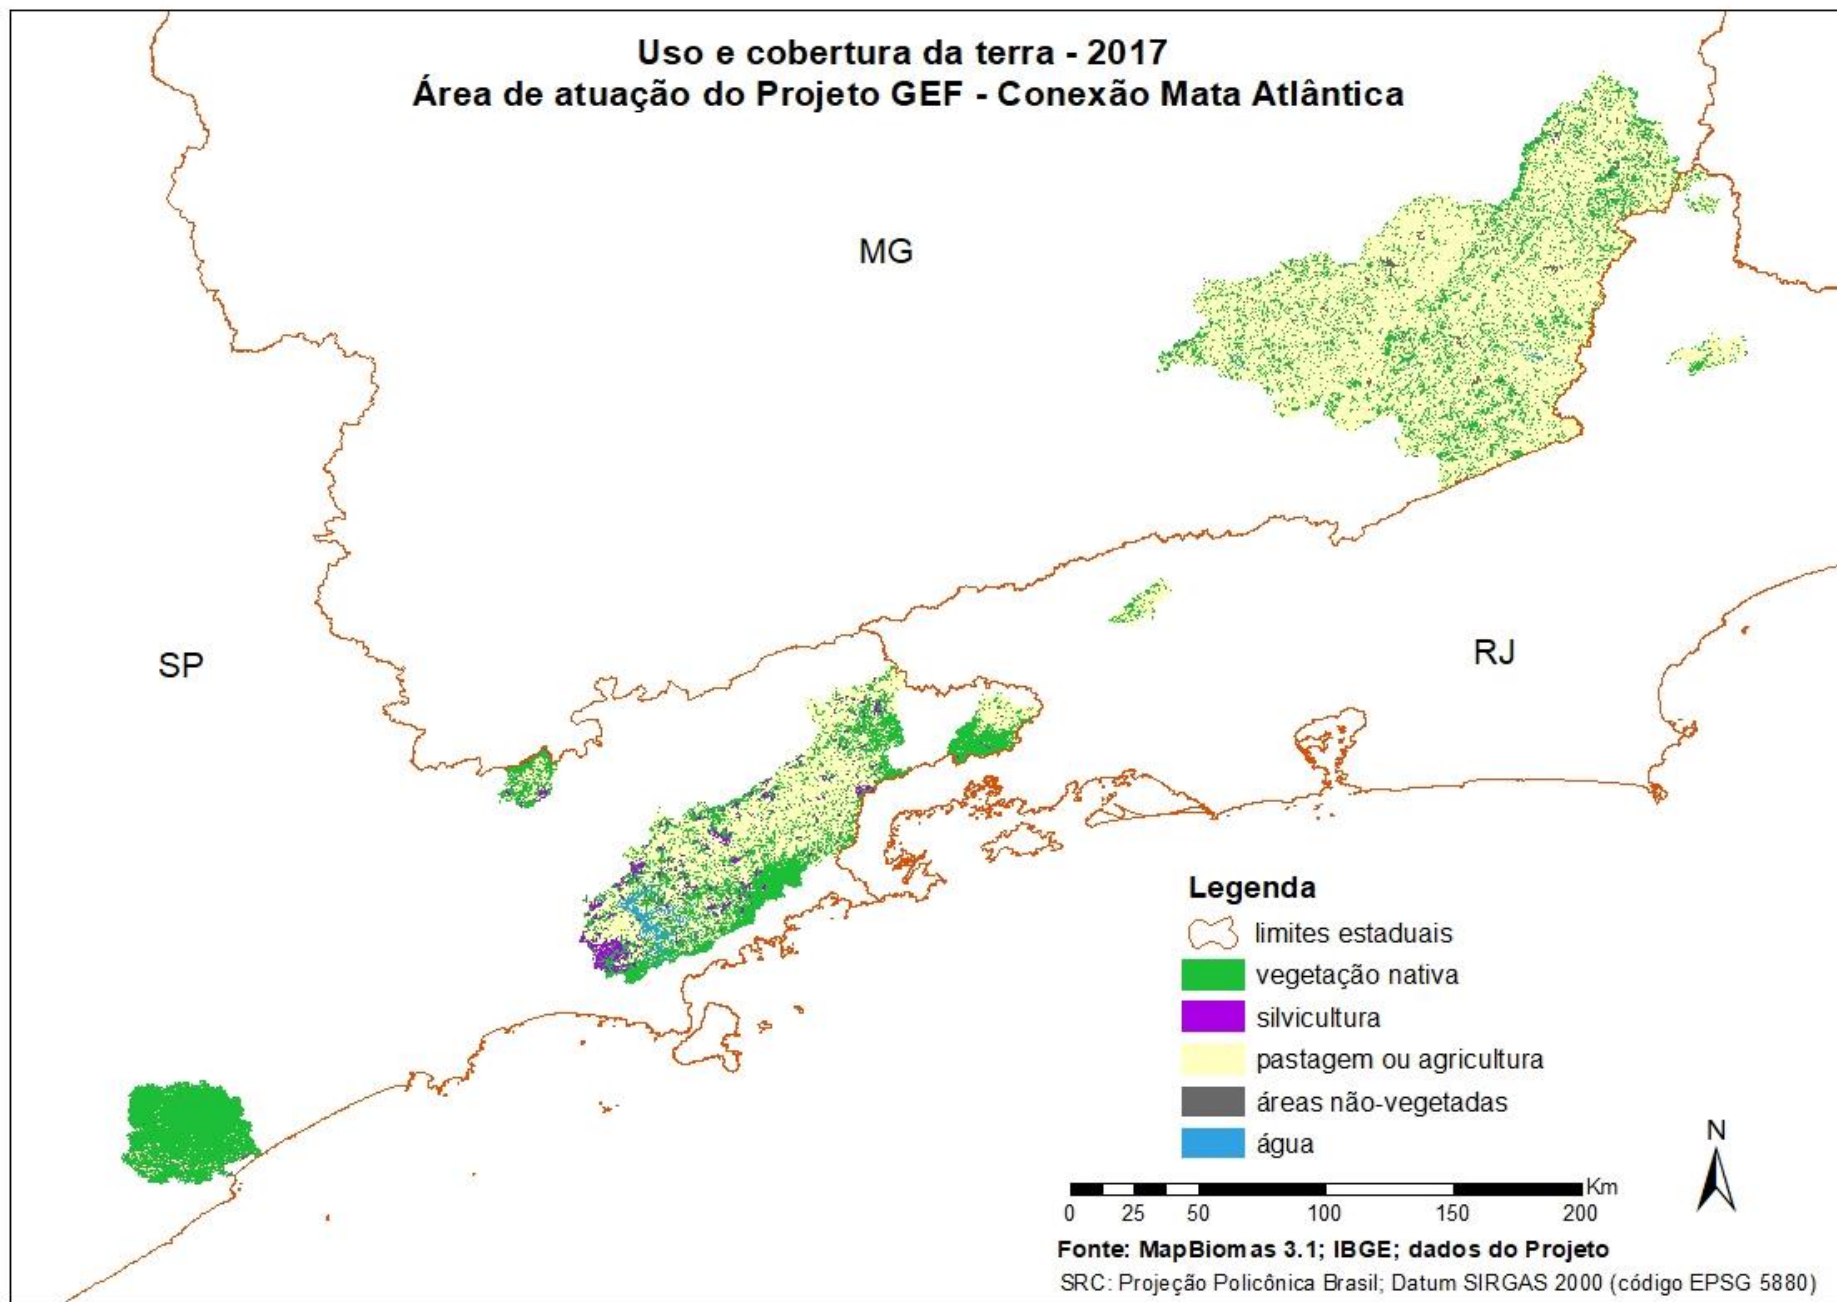 Uso e cobertura da terra - 2017
Área de atuação do Projeto GEF - Conexão Mata Atlântica
MG
SP
RJ
Legenda
limites estaduais
vegetação nativa
silvicultura
pastagem ou agricultura
áreas não-vegetadas
água
N
Km
0 25 50 100 150 200
Fonte: MapBiomas 3.1; IBGE; dados do Projeto
SRC: Projeção Policônica Brasil; Datum SIRGAS 2000 (código EPSG 5880)